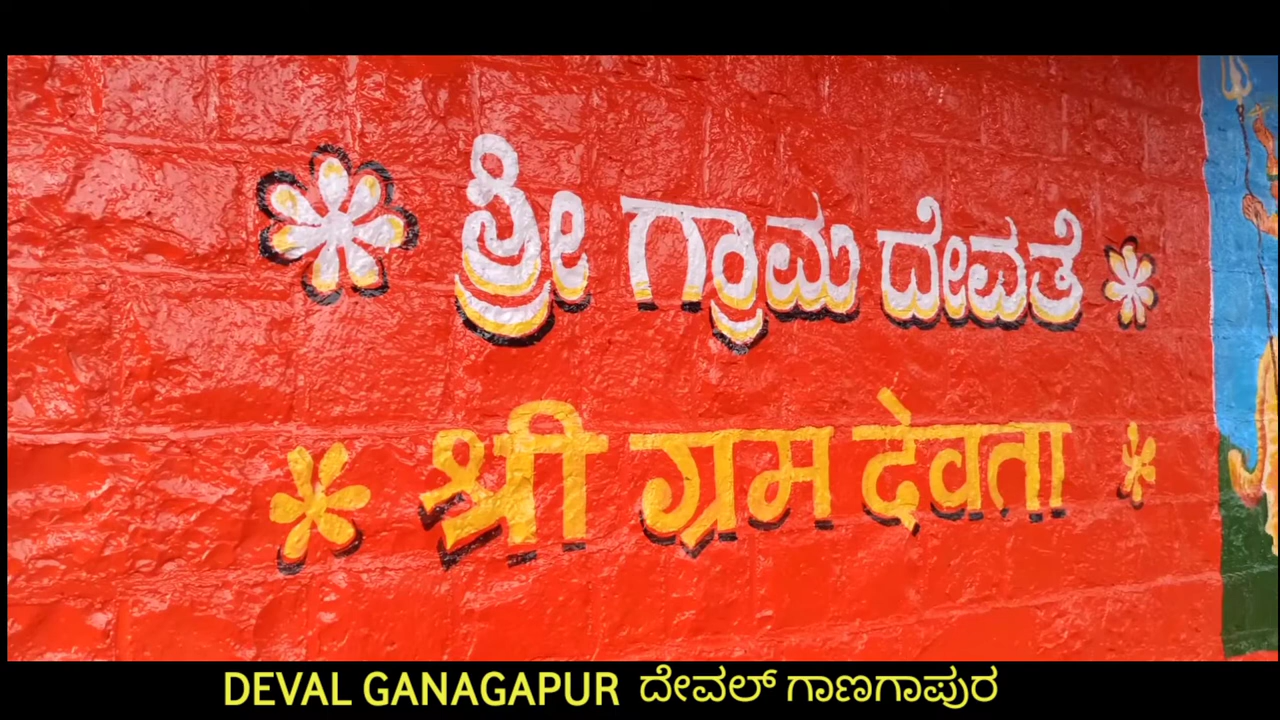 ಶ್ರೀ ಗ್ರಾಮ ದೇವತೆ
श्री ग्रम देवता
DEVAL GANAGAPUR ದೇವಲ್ ಗಾಣಗಾಪುರ